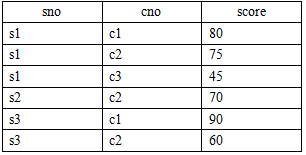 sno cno score
s1 c1 80
s1 c2 75
s1 c3 45
s2 c2 70
s3 c1 90
s3 c2 60